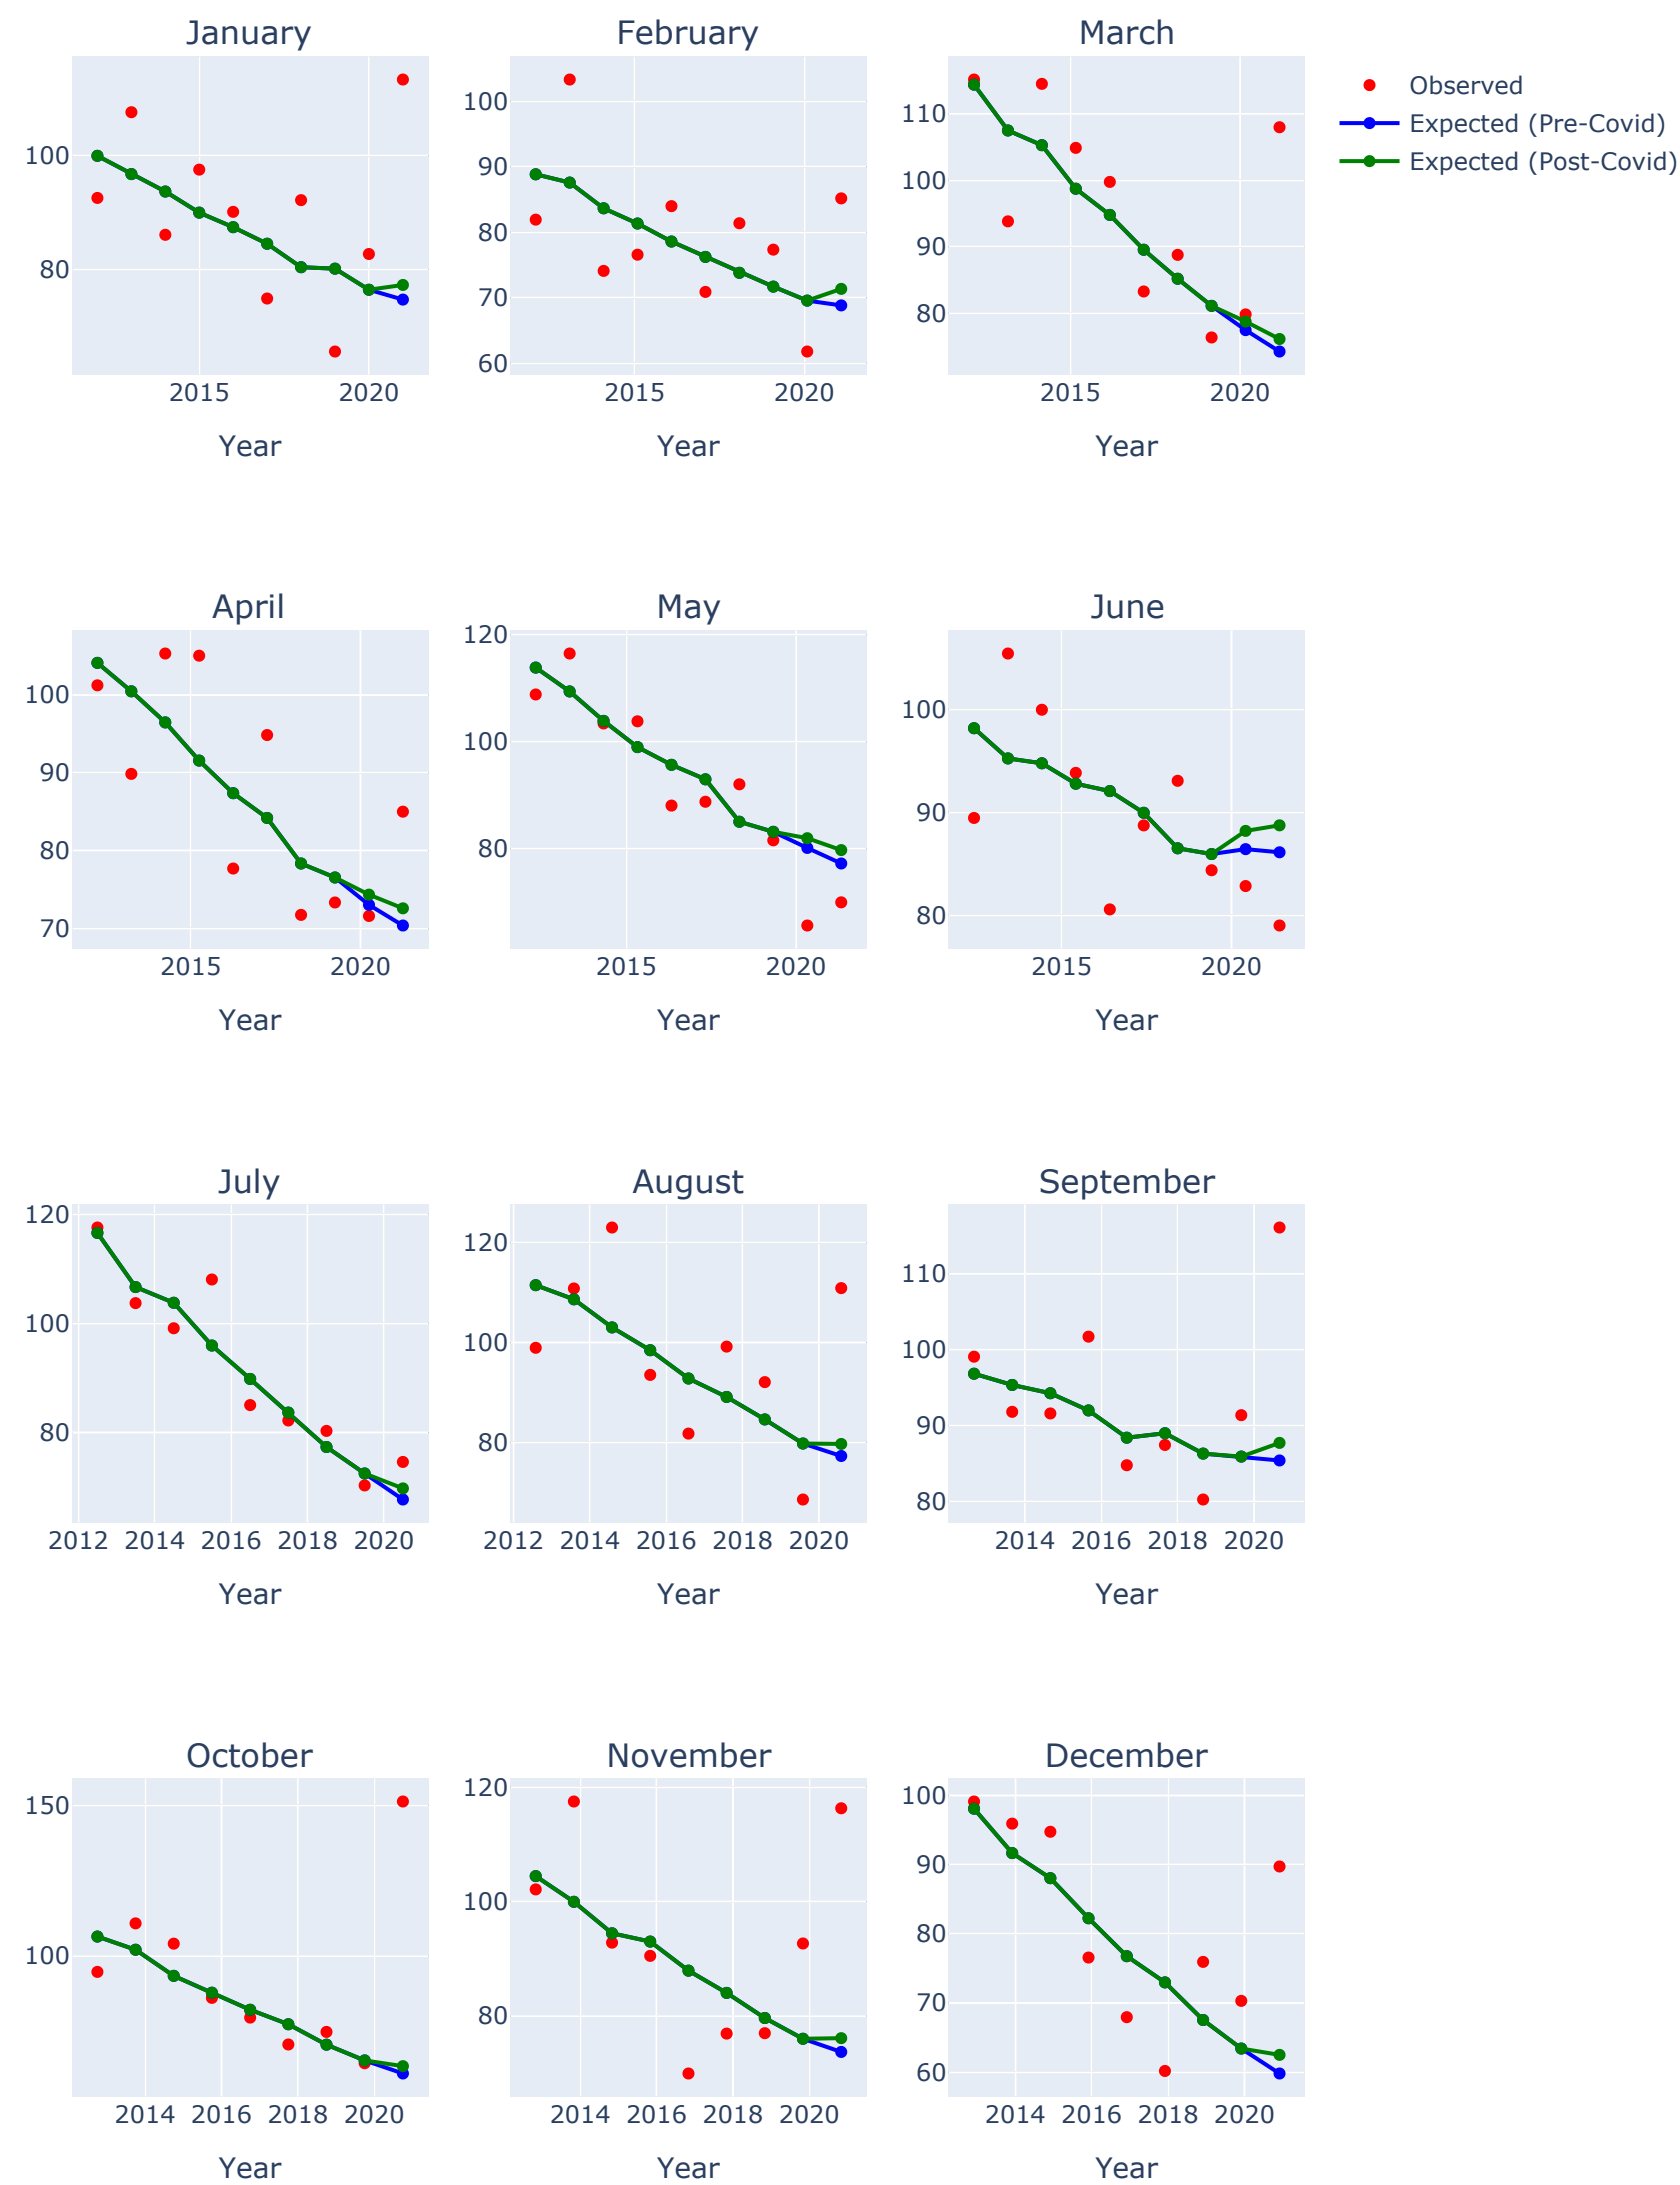 January
February
March
100
80
2015
2020
Year
100
90
80
70
60
2015
2020
Year
110
100
90
80
2015
2020
Year
Observed
Expected (Pre-Covid)
Expected (Post-Covid)
April
May
June
100
90
80
70
2015
2020
Year
120
100
80
2015
2020
Year
100
90
80
2015
2020
Year
July
August
September
120
100
80
2012
2014
2016
2018
2020
Year
120
100
80
2012
2014
2016
2018
2020
Year
110
100
90
80
2014
2016
2018
2020
Year
October
November
December
150
100
2014
2016
2018
2020
Year
120
100
80
2014
2016
2018
2020
Year
100
90
80
70
60
2014
2016
2018
2020
Year